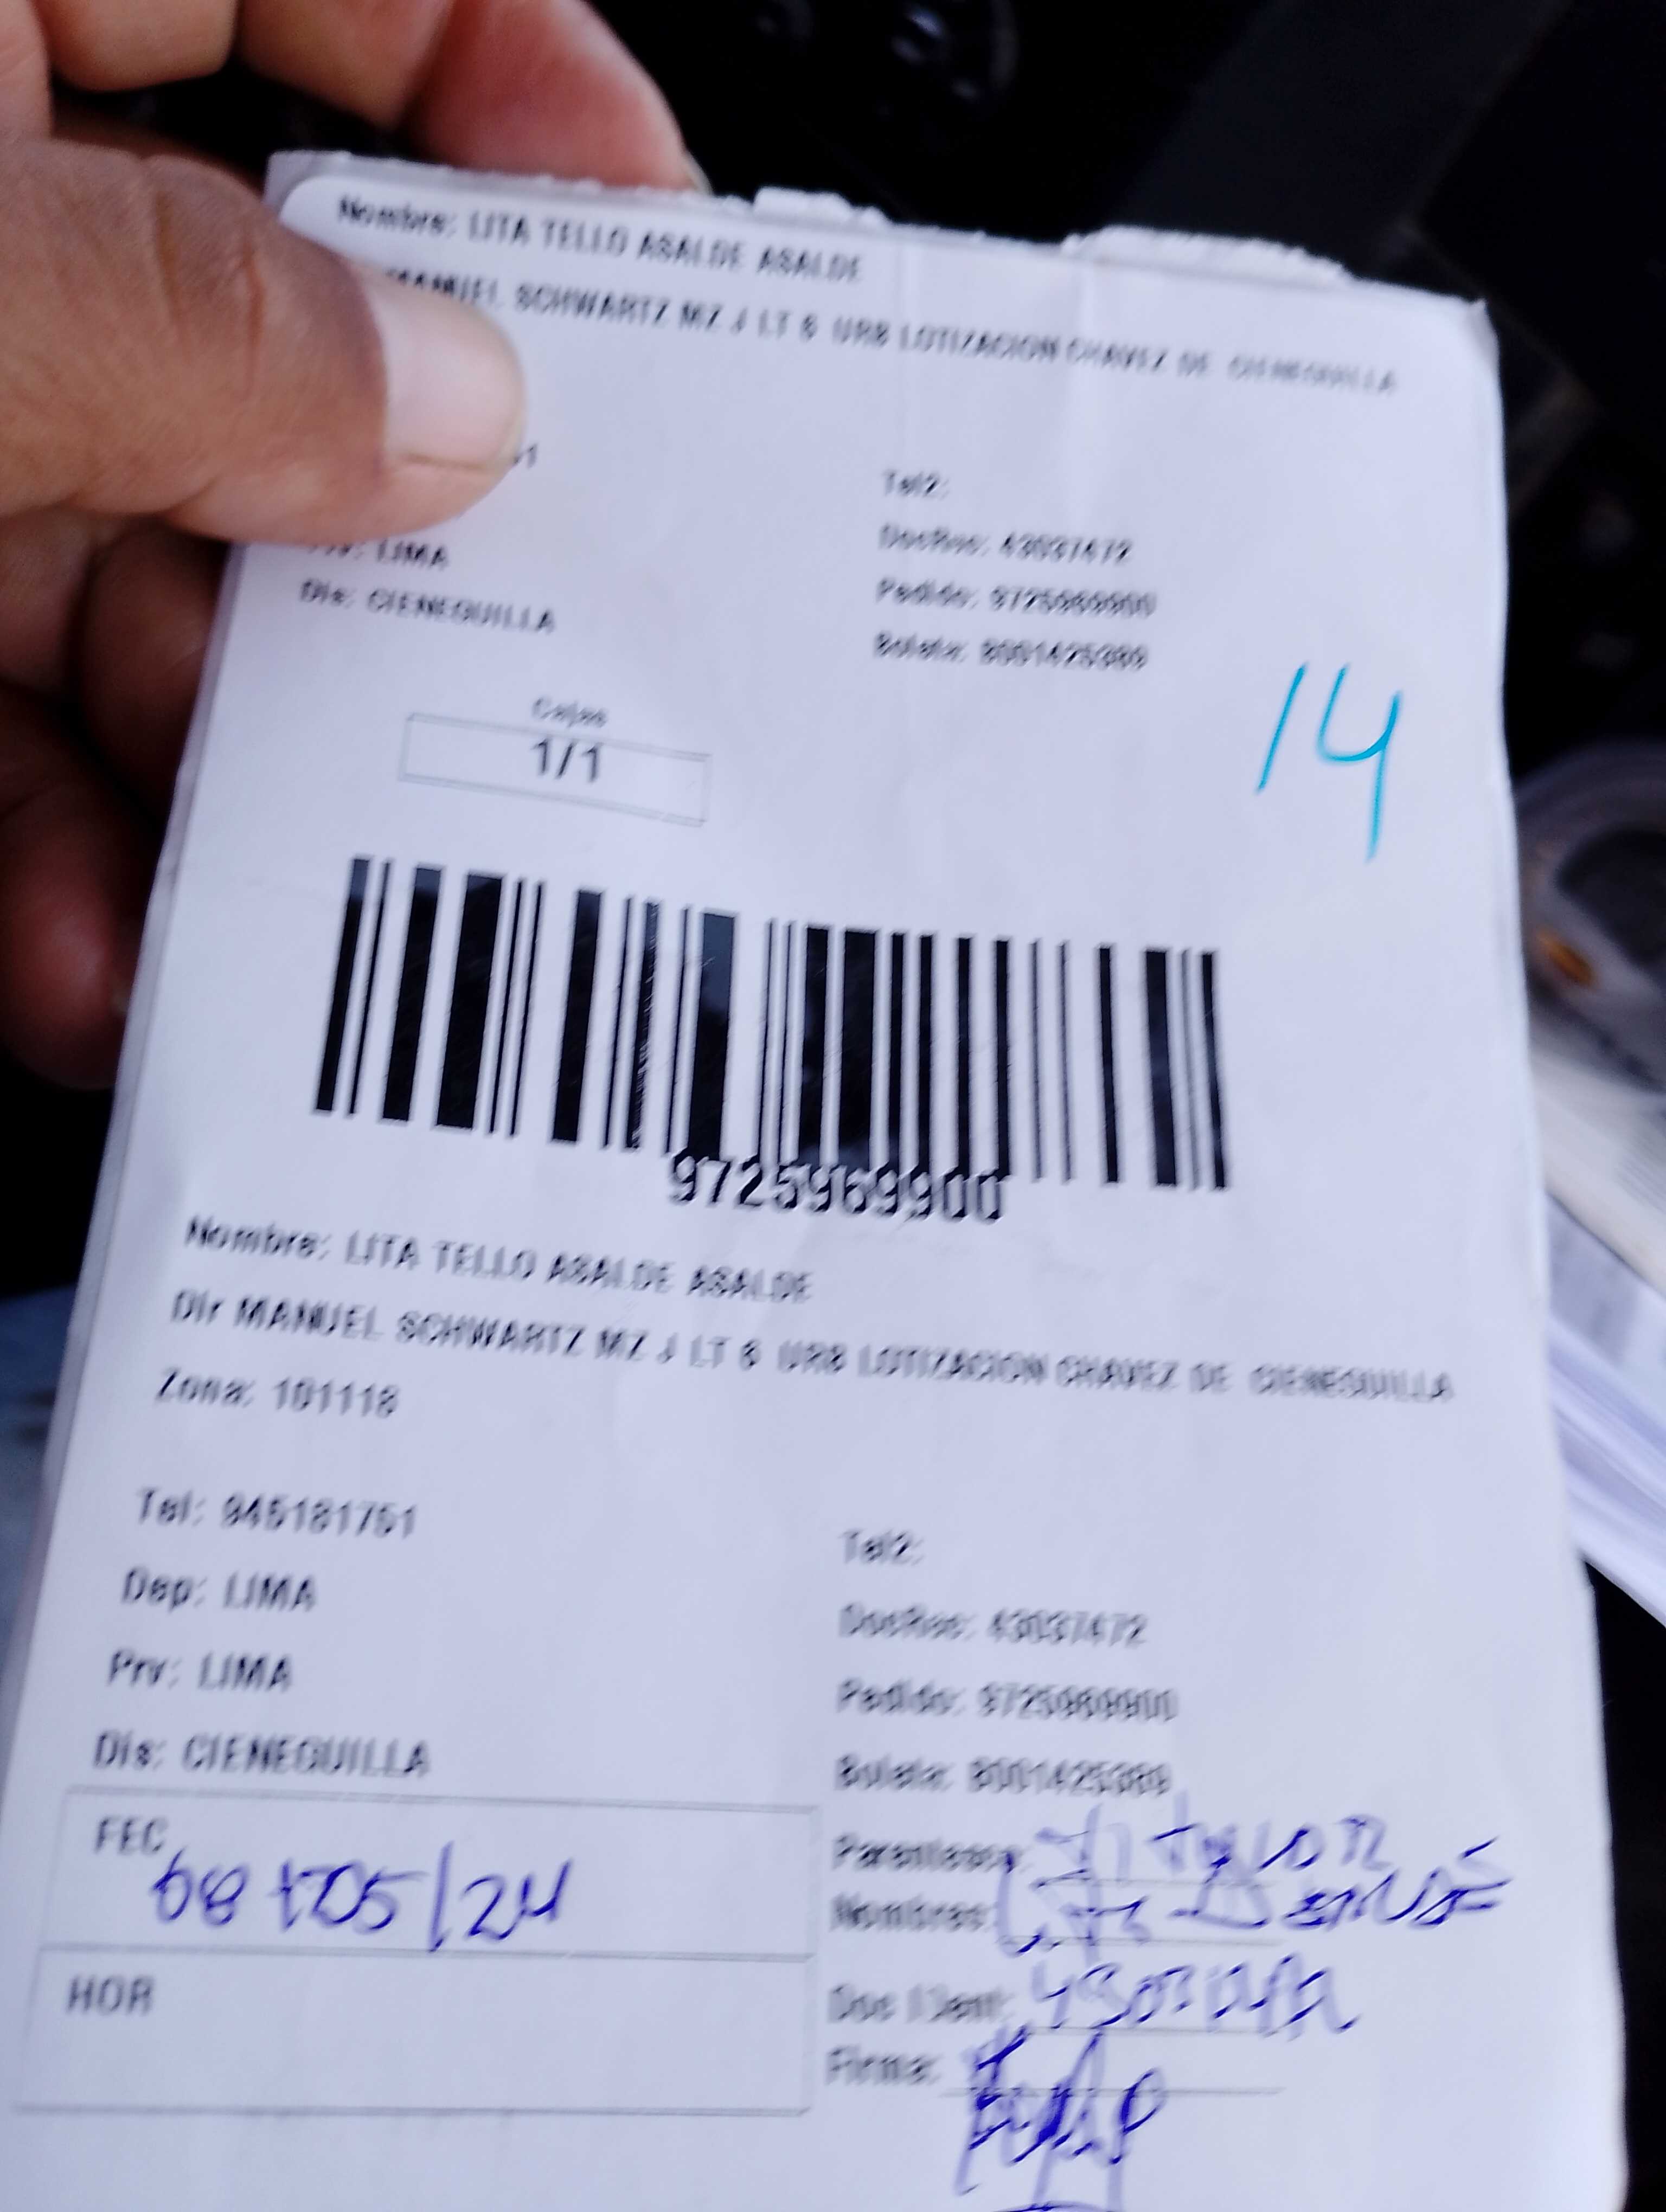 Nombre: LITA TELLO ASALDE ASALDE
MANUEL SCHWARTZ MZ J LT 6 URB LOTIZACION CHAVEZ DE CIENEGUILLA
51
Tel2:
DocRec: 43037472
: LIMA
Pedido: 9725969900
Dis: CIENEGUILLA
Boleta:
14
Cajas
1/1
9725969900
Nombre: LITA TELLO ASALDE ASALDE
Dir MANUEL SCHWARTZ MZ J LT 6 URB LOTIZACION CHAVEZ DE CIENEGUILLA
Zona: 101118
Tel: 945181751
Tel2:
Dep: LIMA
DocRec: 43037472
Prv: LIMA
Pedido: 9725969900
Dis: CIENEGUILLA
Boleta:
FEC
08/05/24
Parentesco:
Nombres:
HOR
Doc Ident:
Firma: